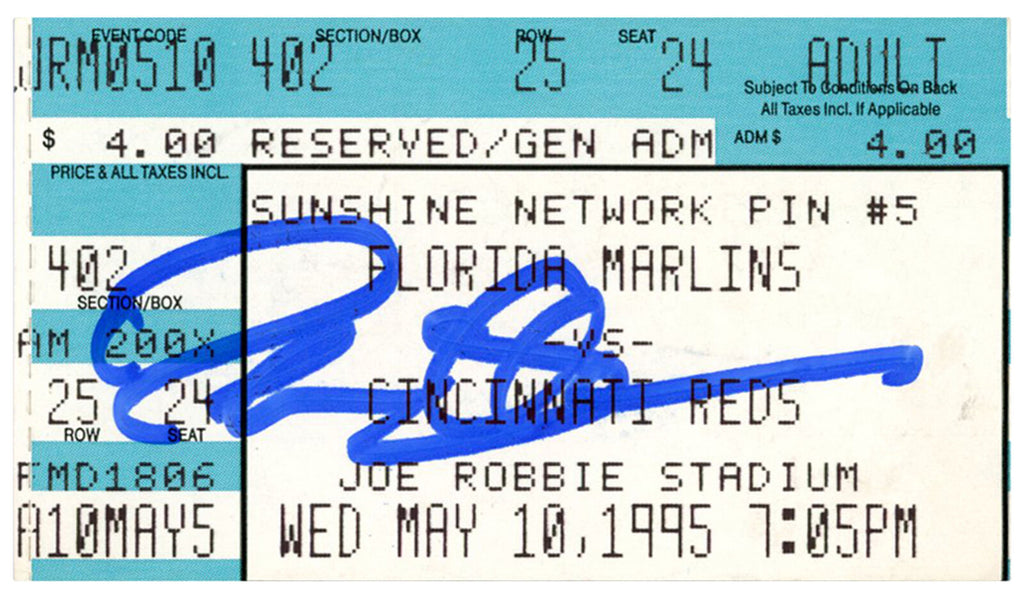 EVENT CODE SECTION/BOX ROW SEAT
URM0510 402 25 24 ADULT
Subject To Conditions On Back
All Taxes Incl. If Applicable
$ 4.00 RESERVED/GEN ADM ADM $ 4.00
PRICE & ALL TAXES INCL.
SUNSHINE NETWORK PIN #5
402 FLORIDA MARLINS
SECTION/BOX
AM 200X -VS-
25 24 CINCINNATI REDS
ROW SEAT
FMD1806 JOE ROBBIE STADIUM
A10MAY5 WED MAY 10,1995 7:05PM